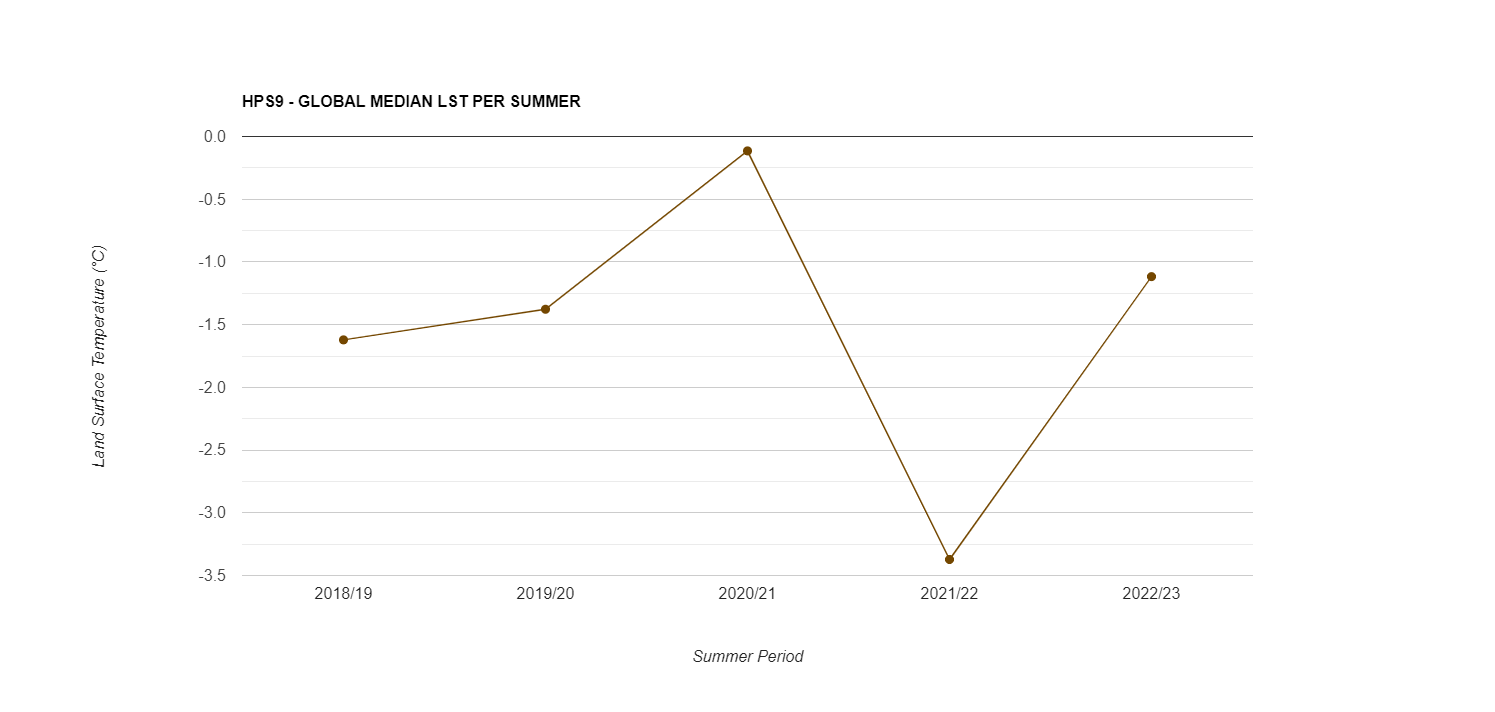 HPS9 - GLOBAL MEDIAN LST PER SUMMER
0.0
-0.5
-1.0
-1.5
-2.0
-2.5
-3.0
-3.5
Land Surface Temperature (°C)
2018/19 2019/20 2020/21 2021/22 2022/23
Summer Period